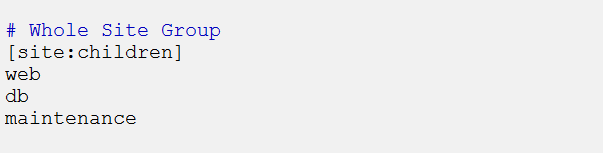 # Whole Site Group
[site:children]
web
db
maintenance